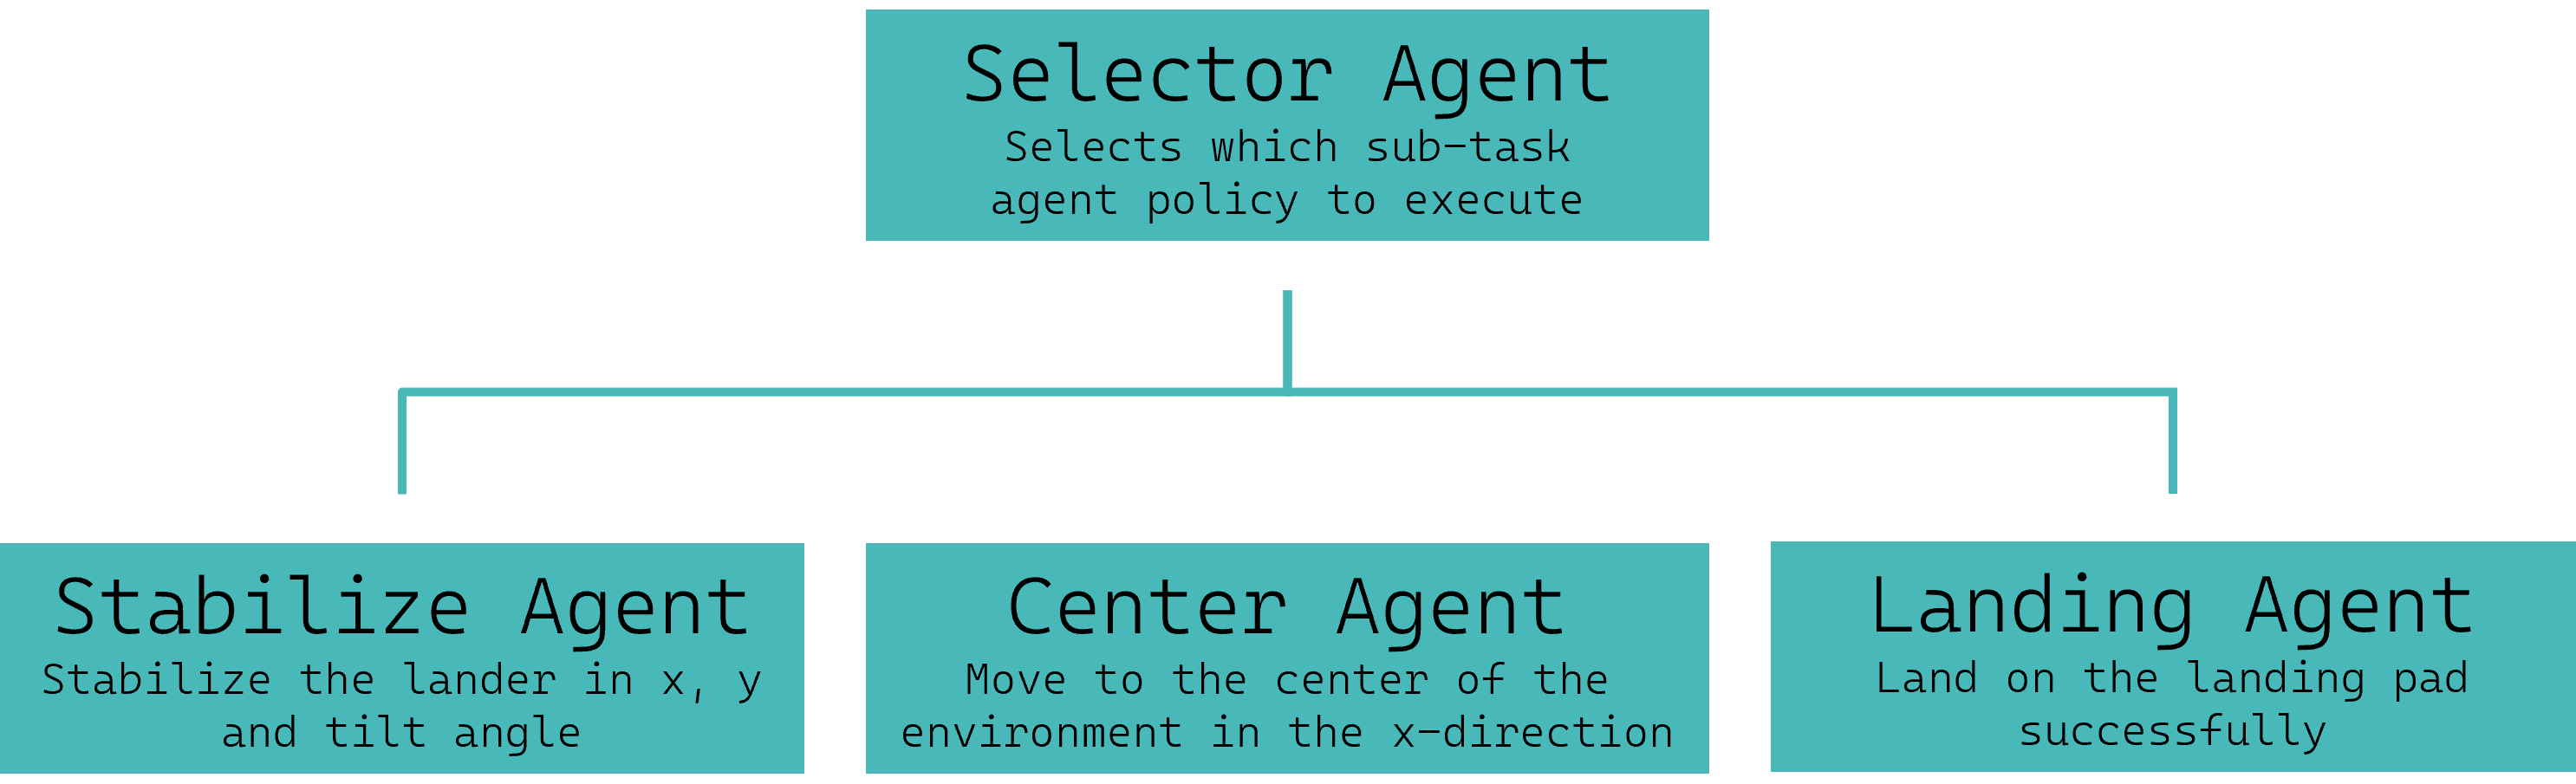 Selector Agent
Selects which sub-task
agent policy to execute
Stabilize Agent
Stabilize the lander in x, y
and tilt angle
Center Agent
Move to the center of the
environment in the x-direction
Landing Agent
Land on the landing pad
successfully